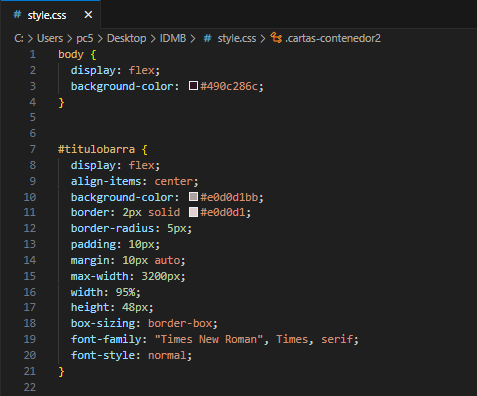 # style.css ×
C: > Users > pc5 > Desktop > IDMB > # style.css > .cartas-contenedor2
1 body {
2 display: flex;
3 background-color: #490c286c;
4 }
5
6
7 #titulobarra {
8 display: flex;
9 align-items: center;
10 background-color: #e0d0d1bb;
11 border: 2px solid #e0d0d1;
12 border-radius: 5px;
13 padding: 10px;
14 margin: 10px auto;
15 max-width: 3200px;
16 width: 95%;
17 height: 48px;
18 box-sizing: border-box;
19 font-family: "Times New Roman", Times, serif;
20 font-style: normal;
21 }
22